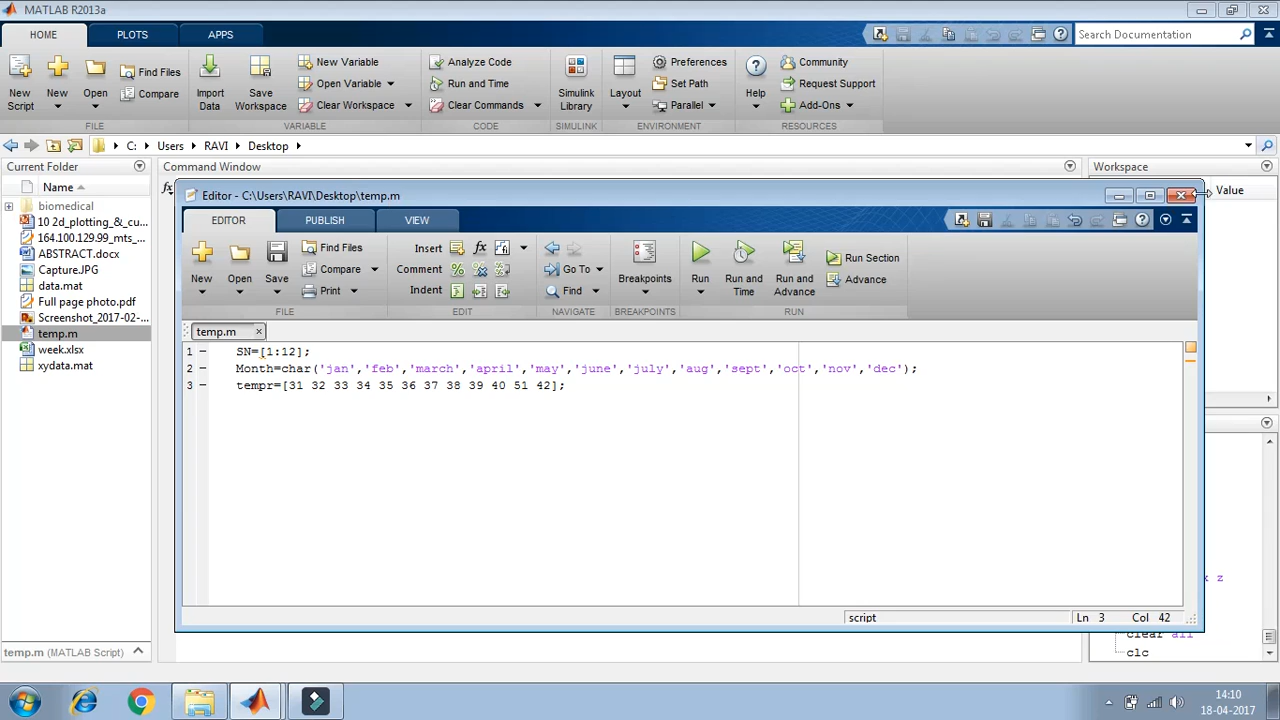 MATLAB R2013a
HOME PLOTS APPS Search Documentation
New Script New Open Find Files Compare Import Data Save Workspace New Variable Open Variable Clear Workspace Analyze Code Run and Time Clear Commands Simulink Library Layout Preferences Set Path Parallel Help Community Request Support Add-Ons
FILE VARIABLE CODE SIMULINK ENVIRONMENT RESOURCES
C: Users RAVI Desktop
Current Folder Command Window Workspace
Name Value
biomedical
10 2d_plotting_&_cu...
164.100.129.99_mts_...
ABSTRACT.docx
Capture.JPG
data.mat
Full page photo.pdf
Screenshot_2017-02-...
temp.m
week.xlsx
xydata.mat
fx
Editor - C:\Users\RAVI\Desktop\temp.m
EDITOR PUBLISH VIEW
New Open Save Find Files Compare Print Insert fx Comment Indent Go To Find Breakpoints Run Run and Time Run and Advance Run Section Advance
FILE EDIT NAVIGATE BREAKPOINTS RUN
temp.m
1 SN=[1:12];
2 Month=char('jan','feb','march','april','may','june','july','aug','sept','oct','nov','dec');
3 tempr=[31 32 33 34 35 36 37 38 39 40 51 42];
script Ln 3 Col 42
z
clear all
clc
temp.m (MATLAB Script)
14:10
18-04-2017